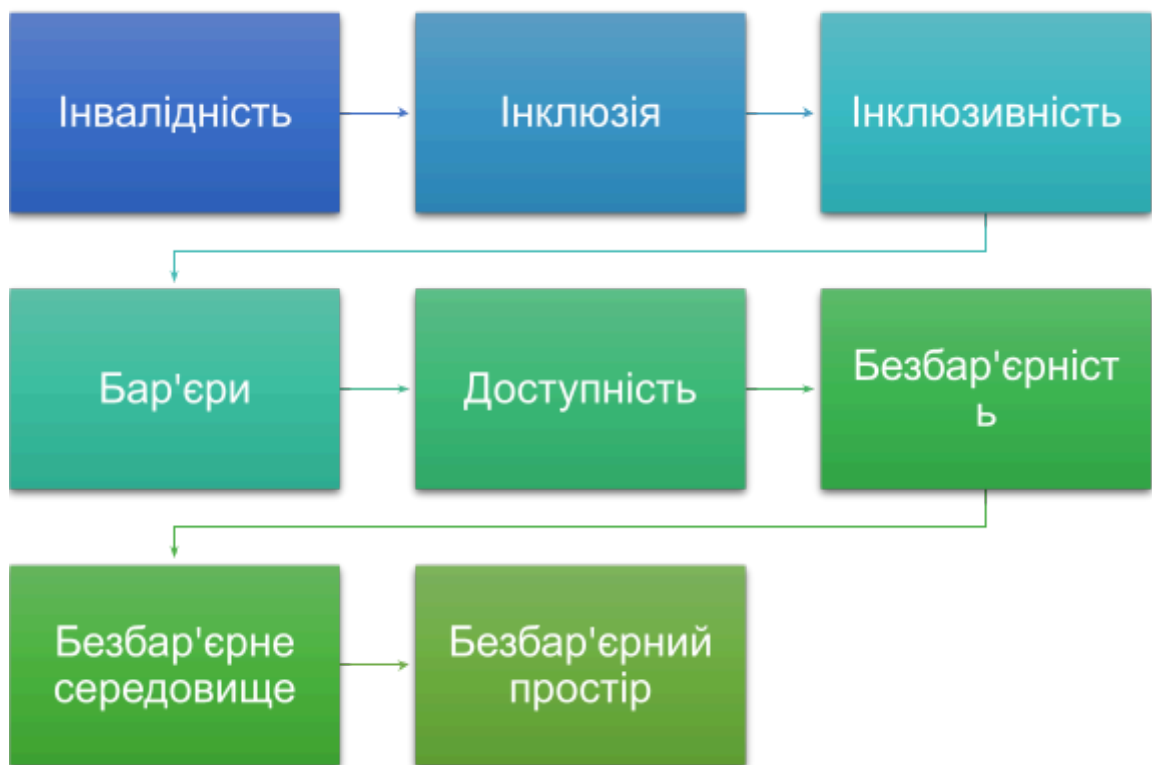 Інвалідність
Інклюзія
Інклюзивність
Бар'єри
Доступність
Безбар'єрніст
ь
Безбар'єрне
середовище
Безбар'єрний
простір